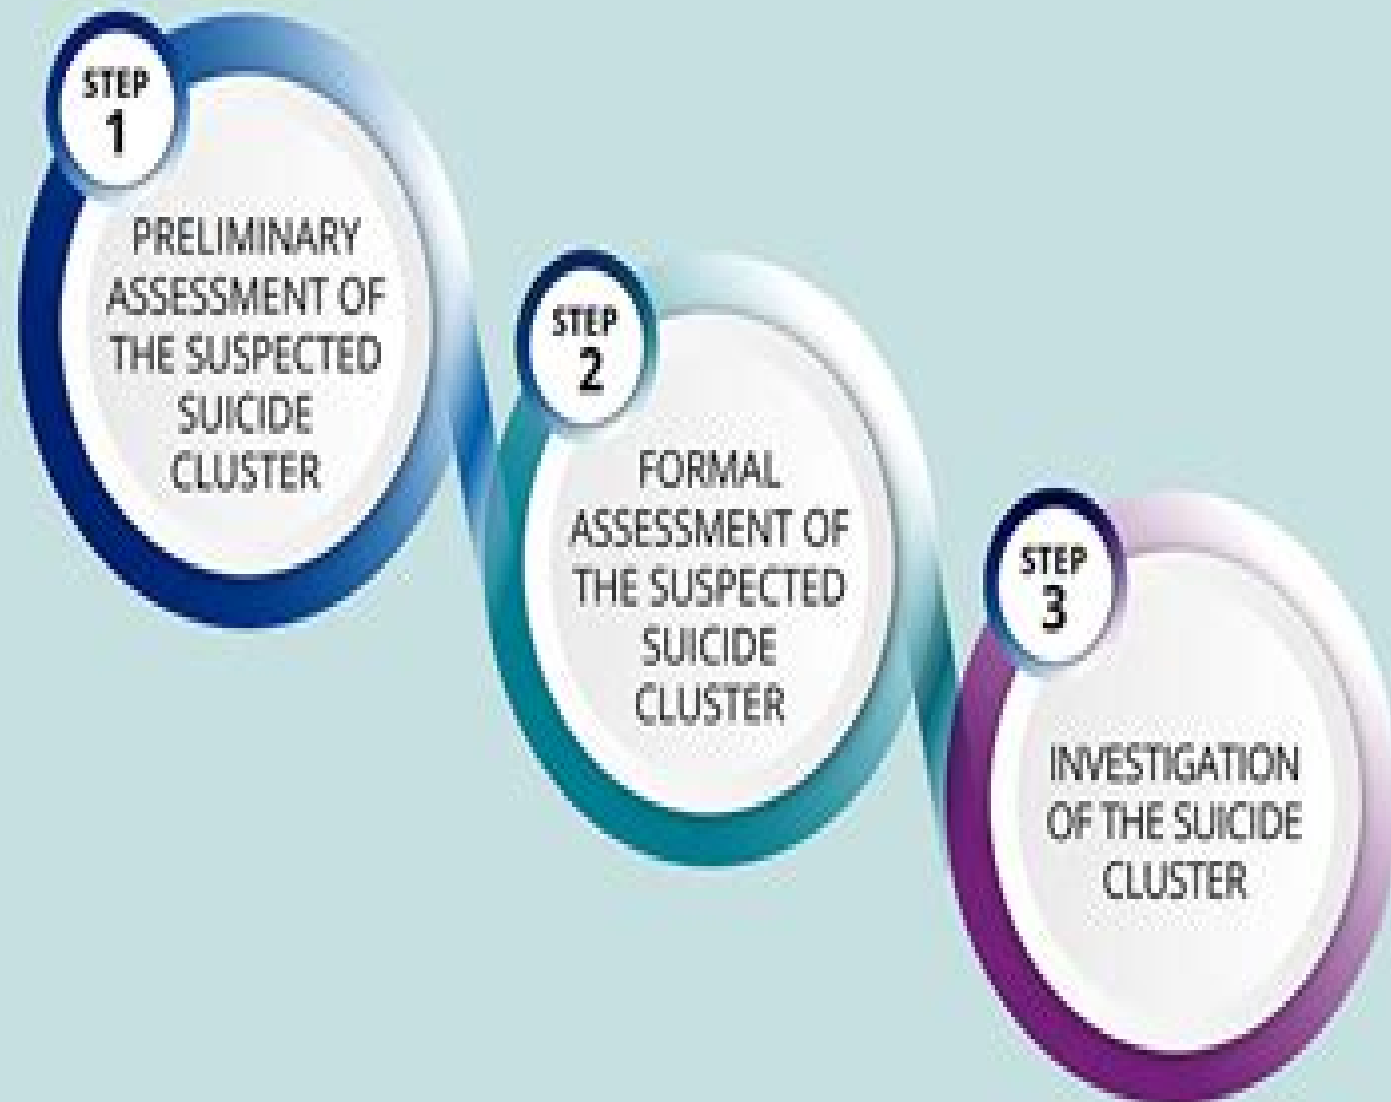 STEP
1
PRELIMINARY
ASSESSMENT OF
THE SUSPECTED
SUICIDE
CLUSTER
STEP
2
FORMAL
ASSESSMENT OF
THE SUSPECTED
SUICIDE
CLUSTER
STEP
3
INVESTIGATION
OF THE SUICIDE
CLUSTER